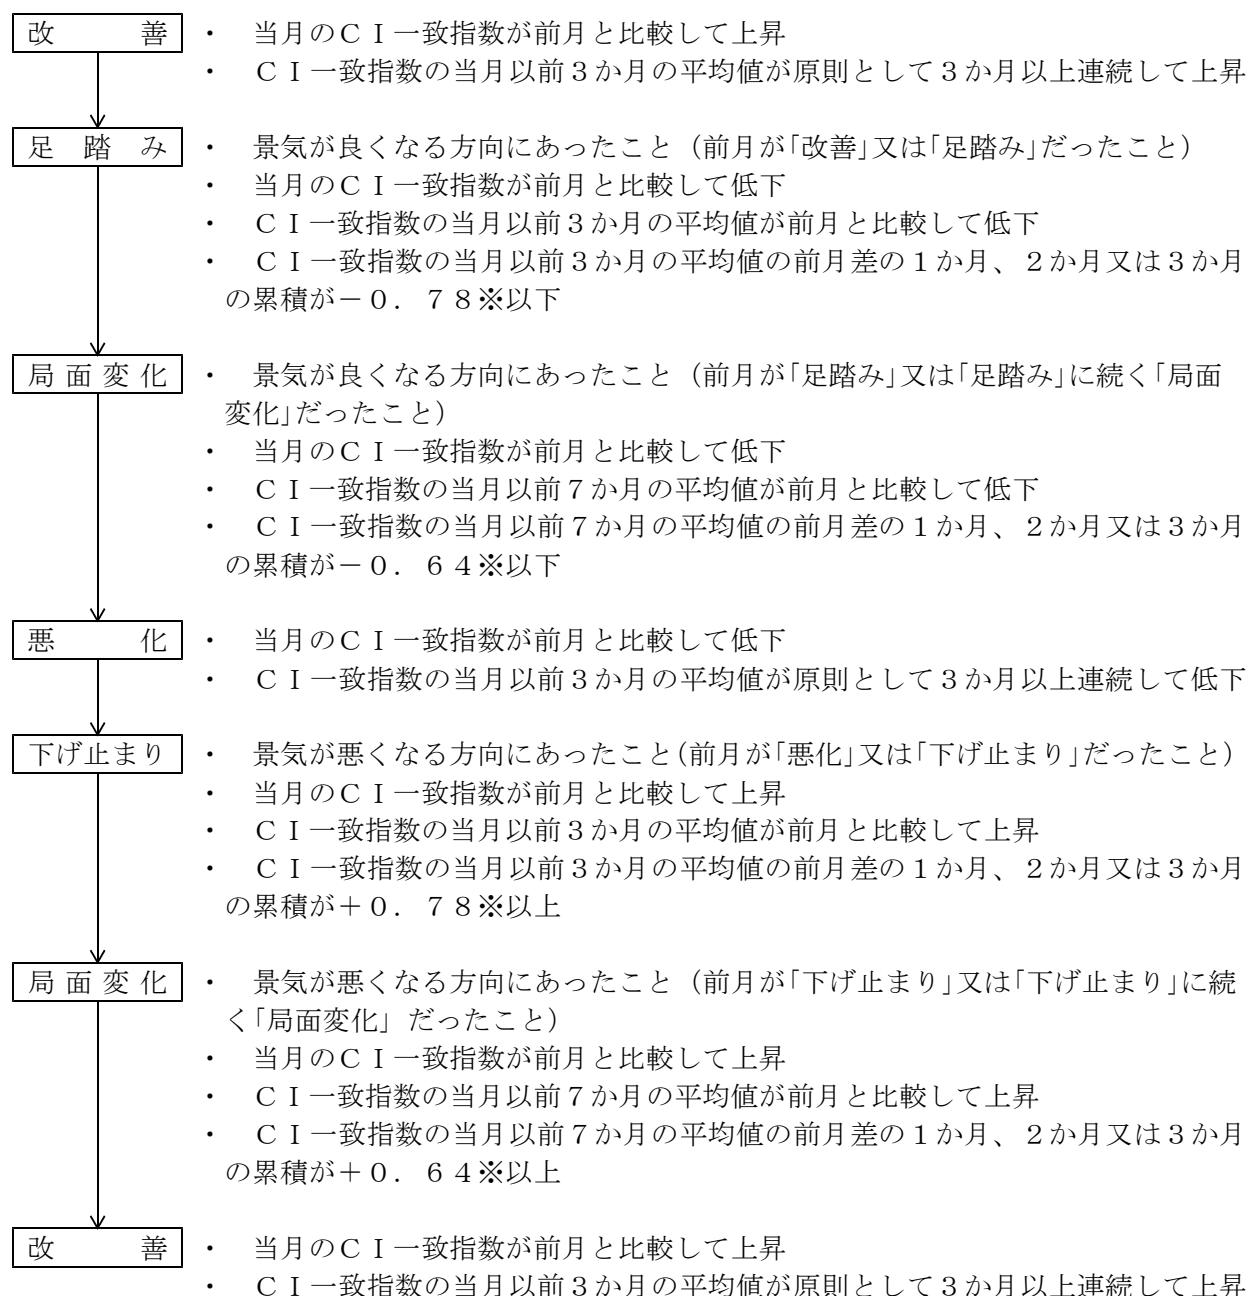 改　　善 ・　当月のＣＩ一致指数が前月と比較して上昇
・　ＣＩ一致指数の当月以前３か月の平均値が原則として３か月以上連続して上昇
足 踏 み ・　景気が良くなる方向にあったこと（前月が｢改善｣又は｢足踏み｣だったこと）
・　当月のＣＩ一致指数が前月と比較して低下
・　ＣＩ一致指数の当月以前３か月の平均値が前月と比較して低下
・　ＣＩ一致指数の当月以前３か月の平均値の前月差の１か月、２か月又は３か月
の累積が－０．７８※以下
局 面 変 化 ・　景気が良くなる方向にあったこと（前月が｢足踏み｣又は｢足踏み｣に続く｢局面
変化｣だったこと）
・　当月のＣＩ一致指数が前月と比較して低下
・　ＣＩ一致指数の当月以前７か月の平均値が前月と比較して低下
・　ＣＩ一致指数の当月以前７か月の平均値の前月差の１か月、２か月又は３か月
の累積が－０．６４※以下
悪　　化 ・　当月のＣＩ一致指数が前月と比較して低下
・　ＣＩ一致指数の当月以前３か月の平均値が原則として３か月以上連続して低下
下げ止まり ・　景気が悪くなる方向にあったこと(前月が｢悪化｣又は｢下げ止まり｣だったこと）
・　当月のＣＩ一致指数が前月と比較して上昇
・　ＣＩ一致指数の当月以前３か月の平均値が前月と比較して上昇
・　ＣＩ一致指数の当月以前３か月の平均値の前月差の１か月、２か月又は３か月
の累積が＋０．７８※以上
局 面 変 化 ・　景気が悪くなる方向にあったこと（前月が｢下げ止まり｣又は｢下げ止まり｣に続
く｢局面変化」だったこと）
・　当月のＣＩ一致指数が前月と比較して上昇
・　ＣＩ一致指数の当月以前７か月の平均値が前月と比較して上昇
・　ＣＩ一致指数の当月以前７か月の平均値の前月差の１か月、２か月又は３か月
の累積が＋０．６４※以上
改　　善 ・　当月のＣＩ一致指数が前月と比較して上昇
・　ＣＩ一致指数の当月以前３か月の平均値が原則として３か月以上連続して上昇